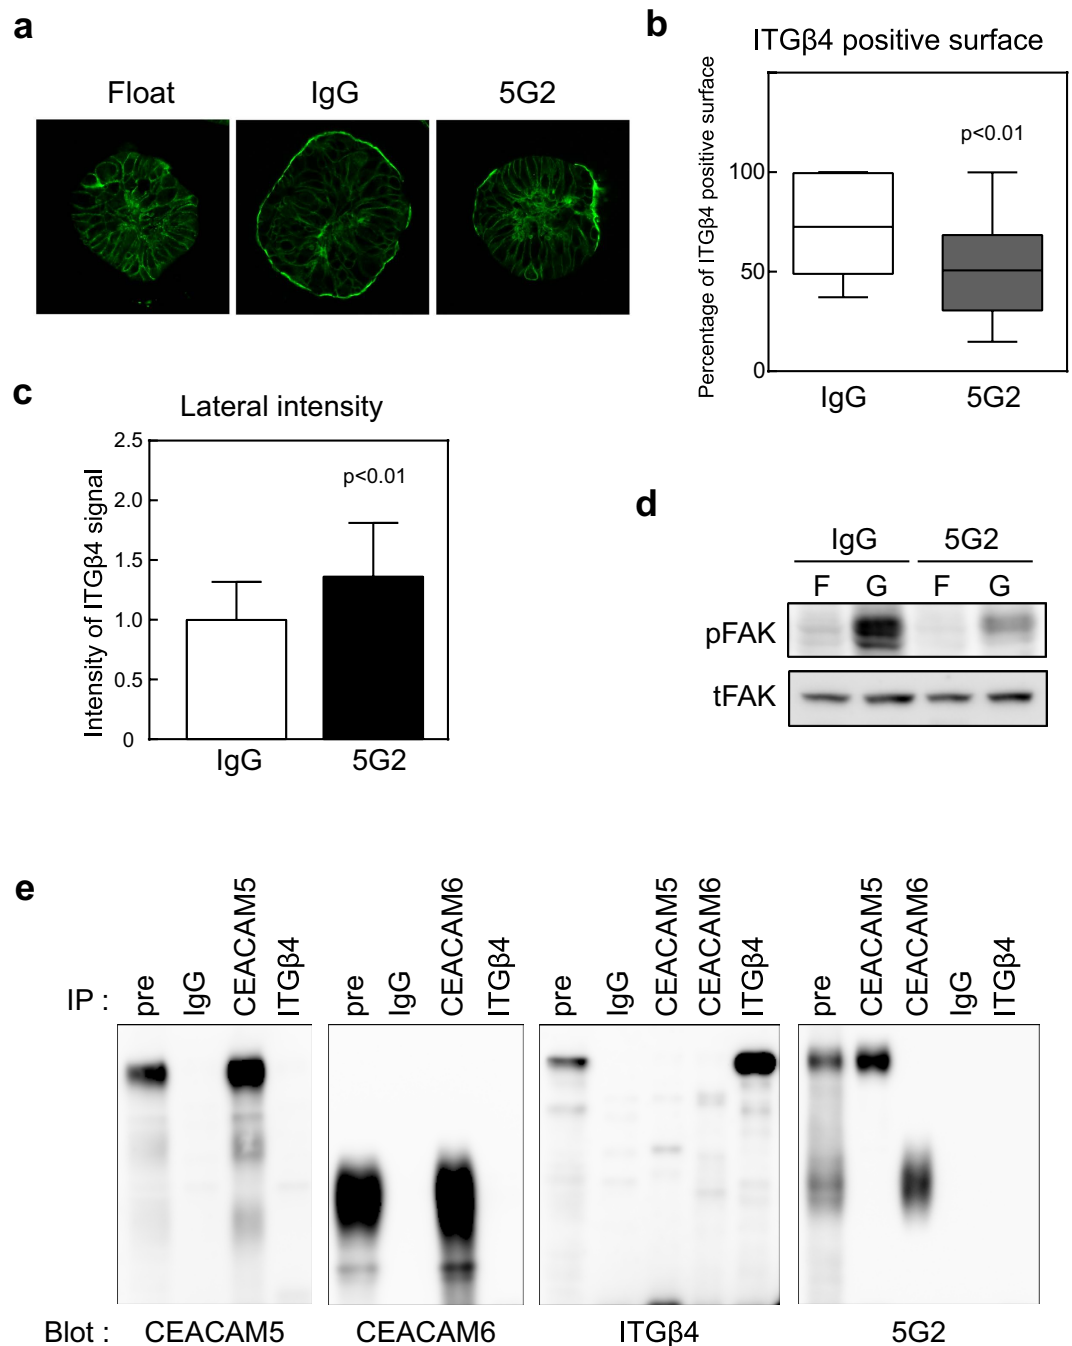 a
Float IgG 5G2
b
ITGβ4 positive surface
Percentage of ITGβ4 positive surface
p<0.01
100
50
0
IgG 5G2
c
Lateral intensity
Intensity of ITGβ4 signal
2.5
p<0.01
2.0
1.5
1.0
0.5
0
IgG 5G2
d
IgG 5G2
F G F G
pFAK
tFAK
e
IP : pre IgG CEACAM5 ITGβ4 pre IgG CEACAM6 ITGβ4 pre IgG CEACAM5 CEACAM6 ITGβ4 pre CEACAM5 CEACAM6 IgG ITGβ4
Blot : CEACAM5 CEACAM6 ITGβ4 5G2